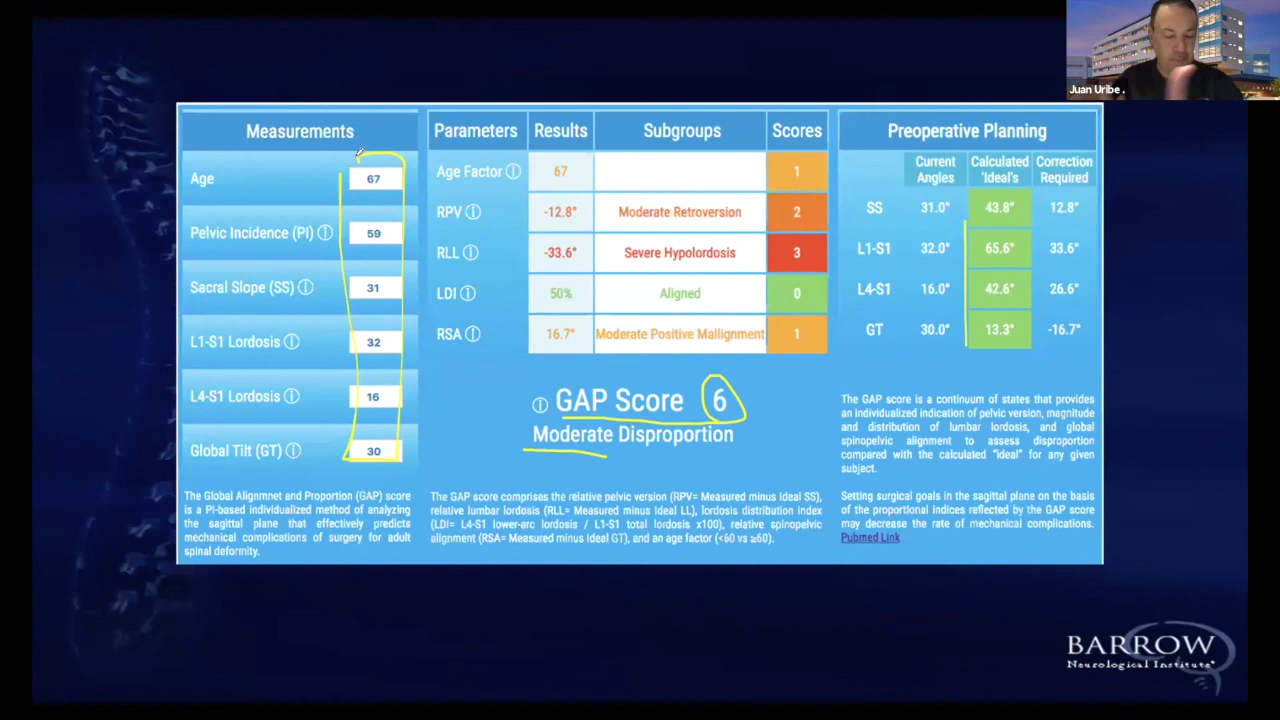 Juan Uribe .
Measurements
Age 67
Pelvic Incidence (PI) ⓘ 59
Sacral Slope (SS) ⓘ 31
L1-S1 Lordosis ⓘ 32
L4-S1 Lordosis ⓘ 16
Global Tilt (GT) ⓘ 30
The Global Alignmnet and Proportion (GAP) score
is a PI-based individualized method of analyzing
the sagittal plane that effectively predicts
mechanical complications of surgery for adult
spinal deformity.
Parameters Results Subgroups Scores
Age Factor ⓘ 67 1
RPV ⓘ -12.8° Moderate Retroversion 2
RLL ⓘ -33.6° Severe Hypolordosis 3
LDI ⓘ 50% Aligned 0
RSA ⓘ 16.7° Moderate Positive Mallignment 1
ⓘ GAP Score 6
Moderate Disproportion
The GAP score comprises the relative pelvic version (RPV= Measured minus Ideal SS),
relative lumbar lordosis (RLL= Measured minus Ideal LL), lordosis distribution index
(LDI= L4-S1 lower-arc lordosis / L1-S1 total lordosis x100), relative spinopelvic
alignment (RSA= Measured minus Ideal GT), and an age factor (<60 vs ≥60).
Preoperative Planning
Current Calculated Correction
Angles 'Ideal's Required
SS 31.0° 43.8° 12.8°
L1-S1 32.0° 65.6° 33.6°
L4-S1 16.0° 42.6° 26.6°
GT 30.0° 13.3° -16.7°
The GAP score is a continuum of states that provides
an individualized indication of pelvic version, magnitude
and distribution of lumbar lordosis, and global
spinopelvic alignment to assess disproportion
compared with the calculated "ideal" for any given
subject.
Setting surgical goals in the sagittal plane on the basis
of the proportional indices reflected by the GAP score
may decrease the rate of mechanical complications.
Pubmed Link
BARROW
Neurological Institute®